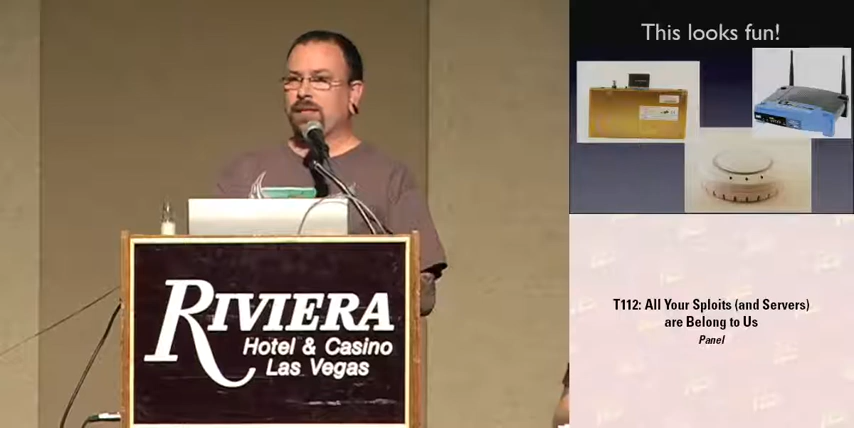 This looks fun!
RIVIERA
Hotel & Casino
Las Vegas
T112: All Your Sploits (and Servers)
are Belong to Us
Panel